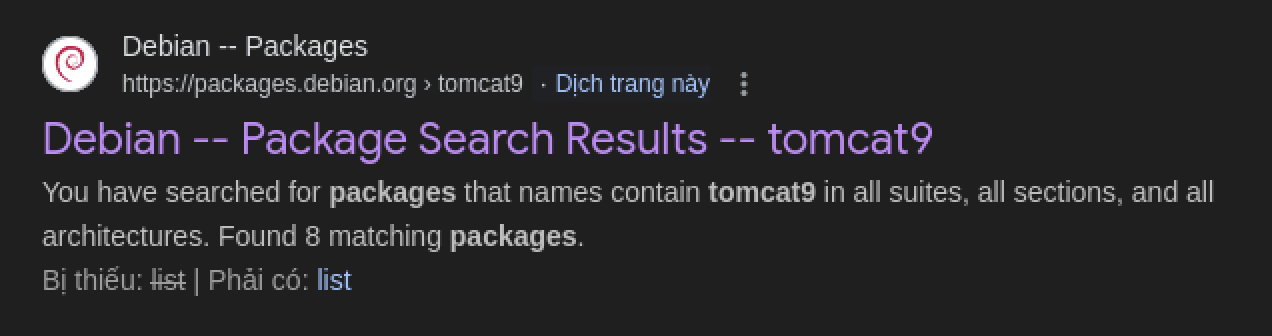 Debian -- Packages
https://packages.debian.org › tomcat9 · Dịch trang này
Debian -- Package Search Results -- tomcat9
You have searched for packages that names contain tomcat9 in all suites, all sections, and all
architectures. Found 8 matching packages.
Bị thiếu: list | Phải có: list